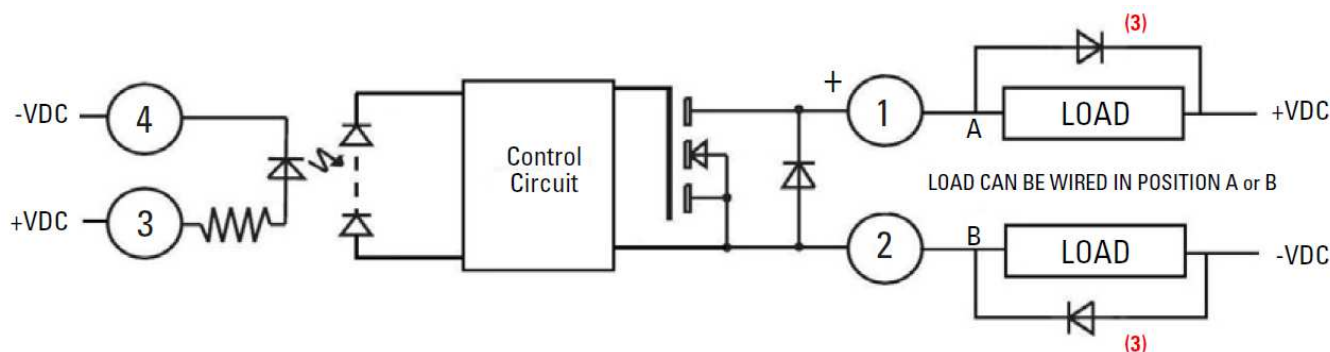 (3)
-VDC
4
+
1
A
LOAD
+VDC
Control
Circuit
LOAD CAN BE WIRED IN POSITION A or B
+VDC
3
2
B
LOAD
-VDC
(3)